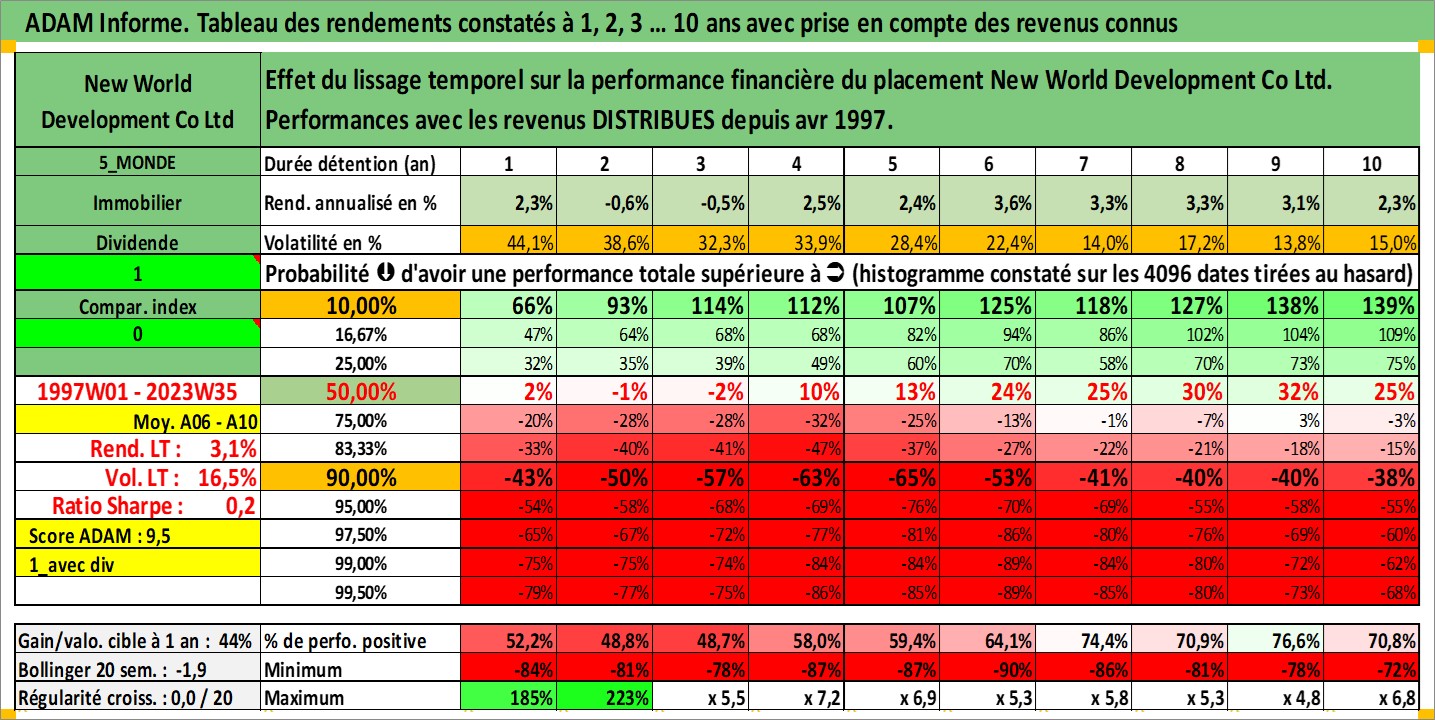 ADAM Informe. Tableau des rendements constatés à 1, 2, 3 ... 10 ans avec prise en compte des revenus connus
New World
Development Co Ltd
Effet du lissage temporel sur la performance financière du placement New World Development Co Ltd.
Performances avec les revenus DISTRIBUES depuis avr 1997.
5_MONDE Durée détention (an) 1 2 3 4 5 6 7 8 9 10
Immobilier Rend. annualisé en % 2,3% -0,6% -0,5% 2,5% 2,4% 3,6% 3,3% 3,3% 3,1% 2,3%
Dividende Volatilité en % 44,1% 38,6% 32,3% 33,9% 28,4% 22,4% 14,0% 17,2% 13,8% 15,0%
1 Probabilité d'avoir une performance totale supérieure à (histogramme constaté sur les 4096 dates tirées au hasard)
Compar. index 10,00% 66% 93% 114% 112% 107% 125% 118% 127% 138% 139%
0 16,67% 47% 64% 68% 68% 82% 94% 86% 102% 104% 109%
25,00% 32% 35% 39% 49% 60% 70% 58% 70% 73% 75%
1997W01 - 2023W35 50,00% 2% -1% -2% 10% 13% 24% 25% 30% 32% 25%
Moy. A06 - A10 75,00% -20% -28% -28% -32% -25% -13% -1% -7% 3% -3%
Rend. LT : 3,1% 83,33% -33% -40% -41% -47% -37% -27% -22% -21% -18% -15%
Vol. LT : 16,5% 90,00% -43% -50% -57% -63% -65% -53% -41% -40% -40% -38%
Ratio Sharpe : 0,2 95,00% -54% -58% -68% -69% -76% -70% -69% -55% -58% -55%
Score ADAM : 9,5 97,50% -65% -67% -72% -77% -81% -86% -80% -76% -69% -60%
1_avec div 99,00% -75% -75% -74% -84% -84% -89% -84% -80% -72% -62%
99,50% -79% -77% -75% -86% -85% -89% -85% -80% -73% -68%
Gain/valo. cible à 1 an : 44% % de perfo. positive 52,2% 48,8% 48,7% 58,0% 59,4% 64,1% 74,4% 70,9% 76,6% 70,8%
Bollinger 20 sem. : -1,9 Minimum -84% -81% -78% -87% -87% -90% -86% -81% -78% -72%
Régularité croiss. : 0,0 / 20 Maximum 185% 223% x 5,5 x 7,2 x 6,9 x 5,3 x 5,8 x 5,3 x 4,8 x 6,8